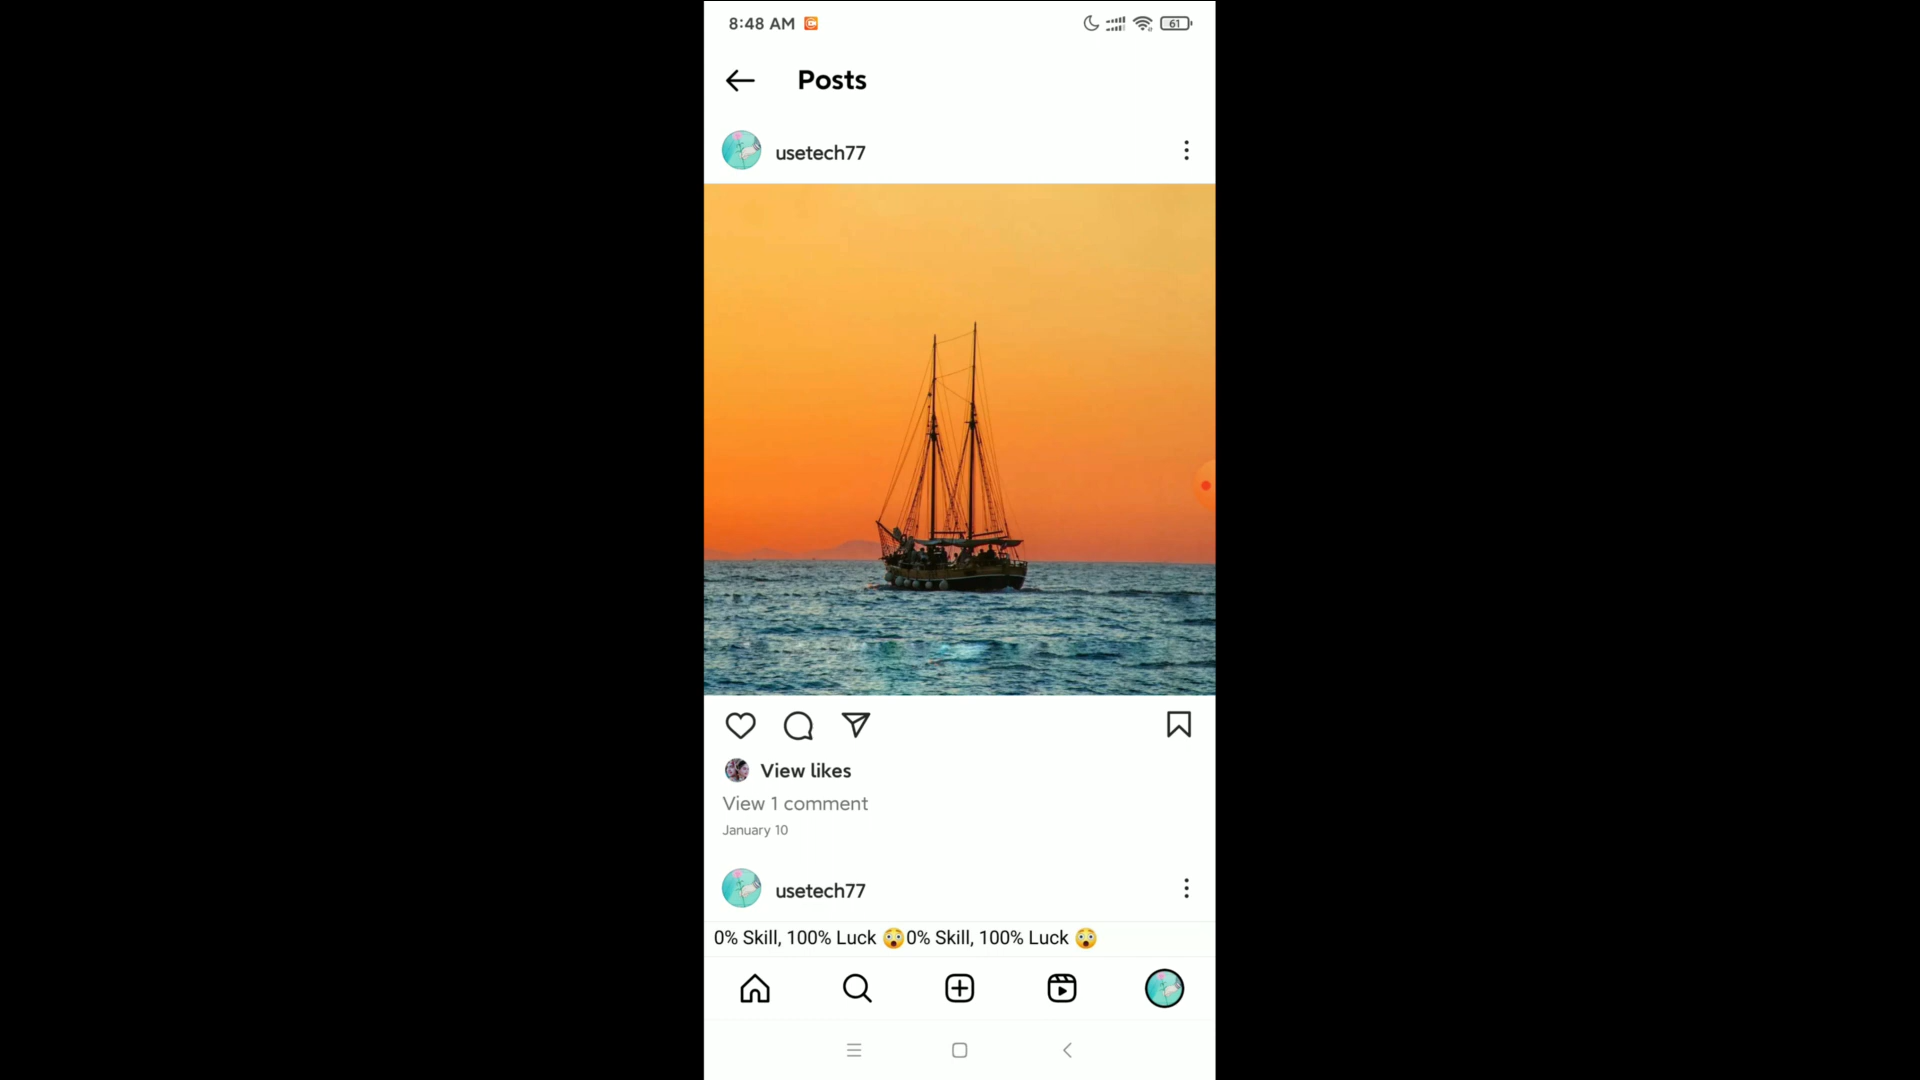 8:48 AM
61
Posts
usetech77
View likes
View 1 comment
January 10
usetech77
0% Skill, 100% Luck 😲0% Skill, 100% Luck 😲